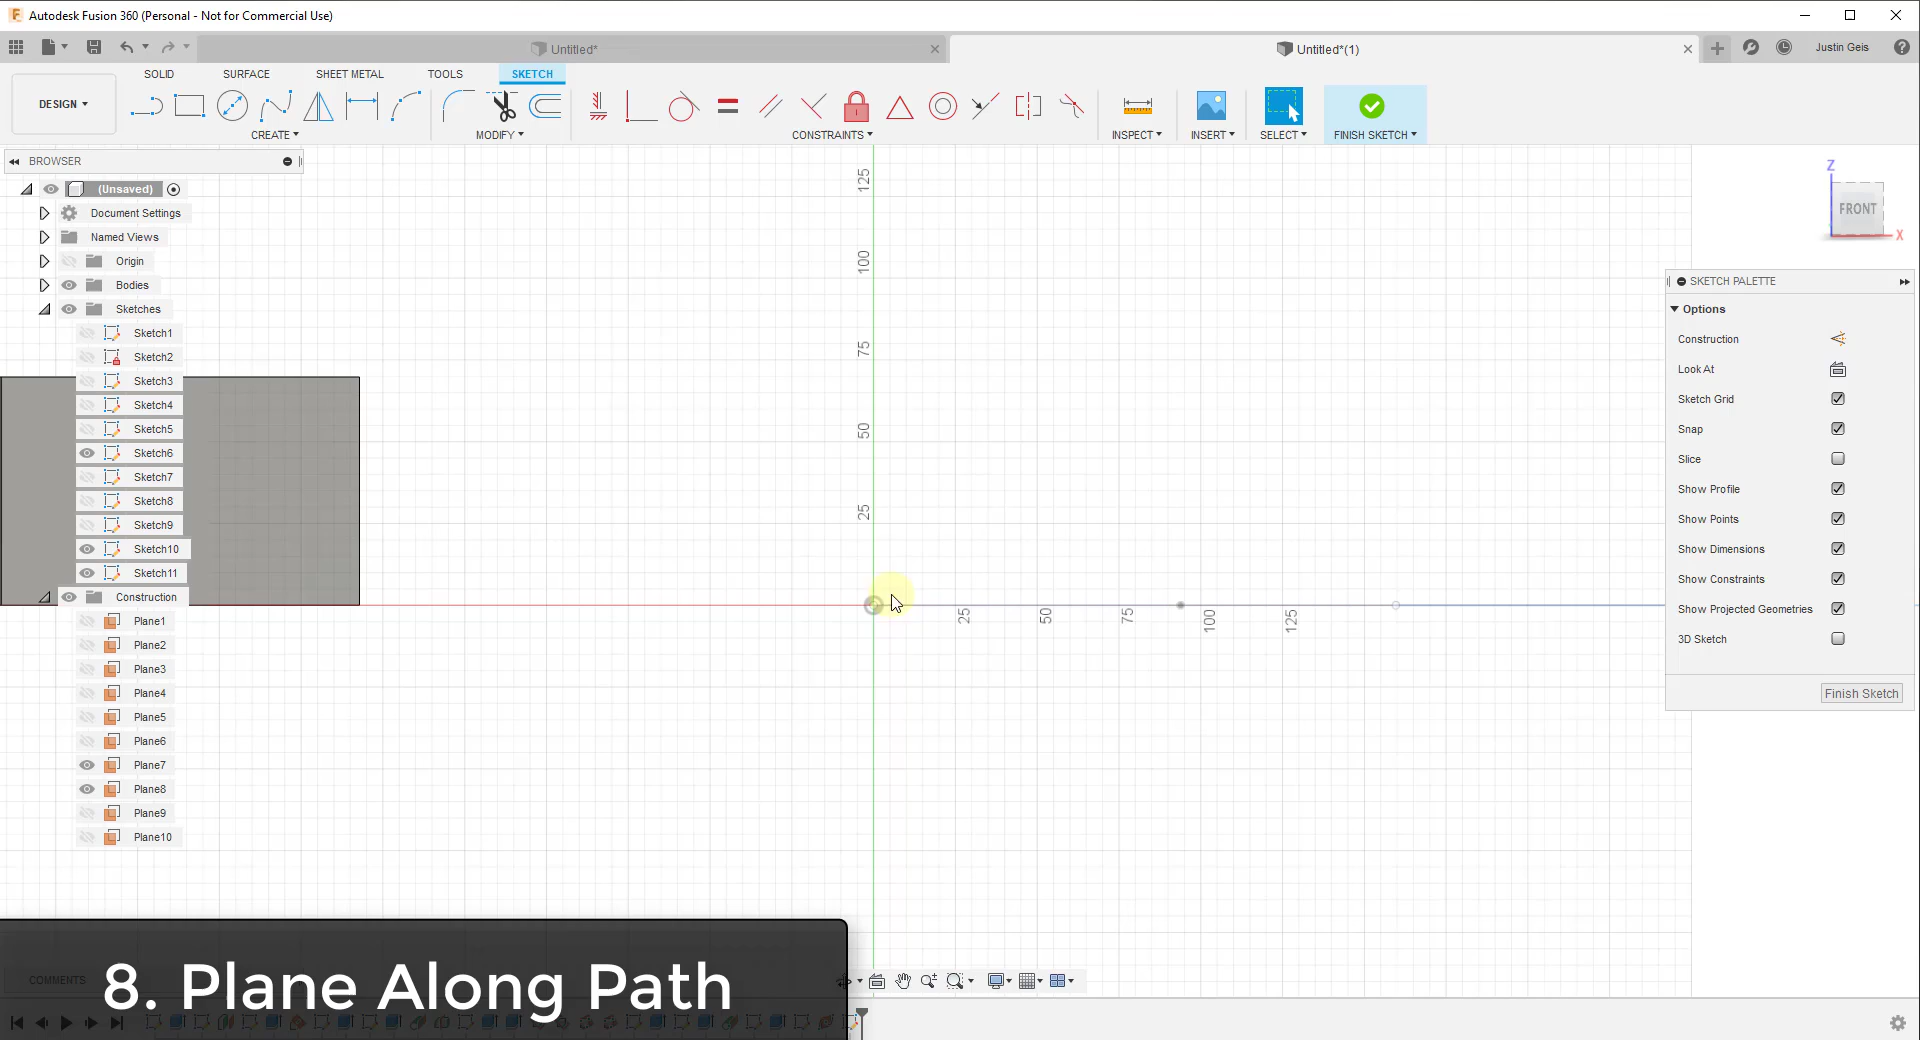 Autodesk Fusion 360 (Personal - Not for Commercial Use)
Untitled*
Untitled*(1)
Justin Geis
SOLID
SURFACE
SHEET METAL
TOOLS
SKETCH
DESIGN
CREATE
MODIFY
CONSTRAINTS
INSPECT
INSERT
SELECT
FINISH SKETCH
BROWSER
(Unsaved)
Document Settings
Named Views
Origin
Bodies
Sketches
Sketch1
Sketch2
Sketch3
Sketch4
Sketch5
Sketch6
Sketch7
Sketch8
Sketch9
Sketch10
Sketch11
Construction
Plane1
Plane2
Plane3
Plane4
Plane5
Plane6
Plane7
Plane8
Plane9
Plane10
125
100
75
50
25
25
50
75
100
125
Z
FRONT
X
SKETCH PALETTE
Options
Construction
Look At
Sketch Grid
Snap
Slice
Show Profile
Show Points
Show Dimensions
Show Constraints
Show Projected Geometries
3D Sketch
Finish Sketch
COMMENTS
8. Plane Along Path